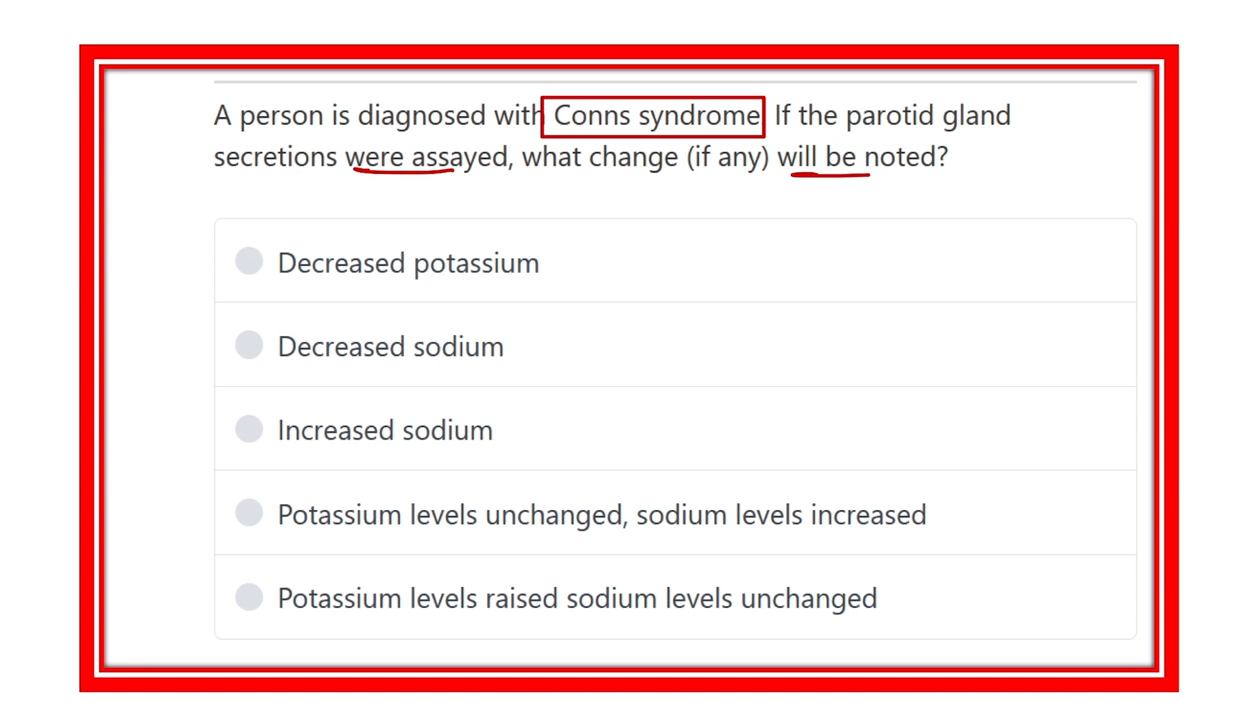 A person is diagnosed with Conns syndrome. If the parotid gland
secretions were assayed, what change (if any) will be noted?
Decreased potassium
Decreased sodium
Increased sodium
Potassium levels unchanged, sodium levels increased
Potassium levels raised sodium levels unchanged